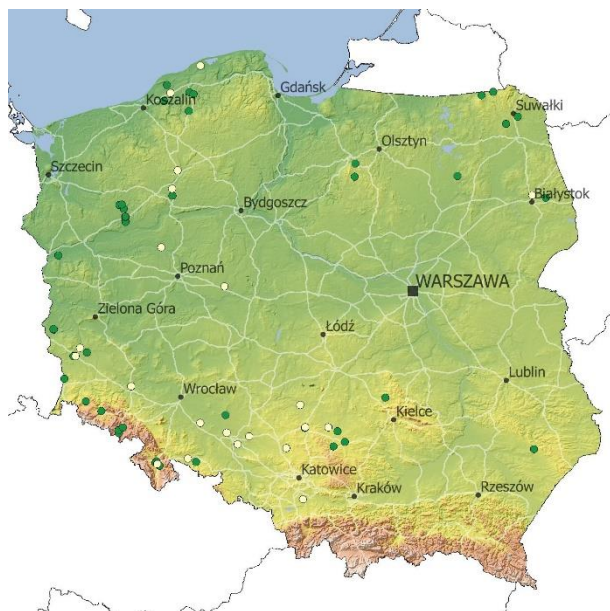 Gdańsk
Koszalin
Suwałki
Olsztyn
Szczecin
Białystok
Bydgoszcz
Poznań
WARSZAWA
Zielona Góra
Łódź
Lublin
Wrocław
Kielce
Katowice
Kraków
Rzeszów